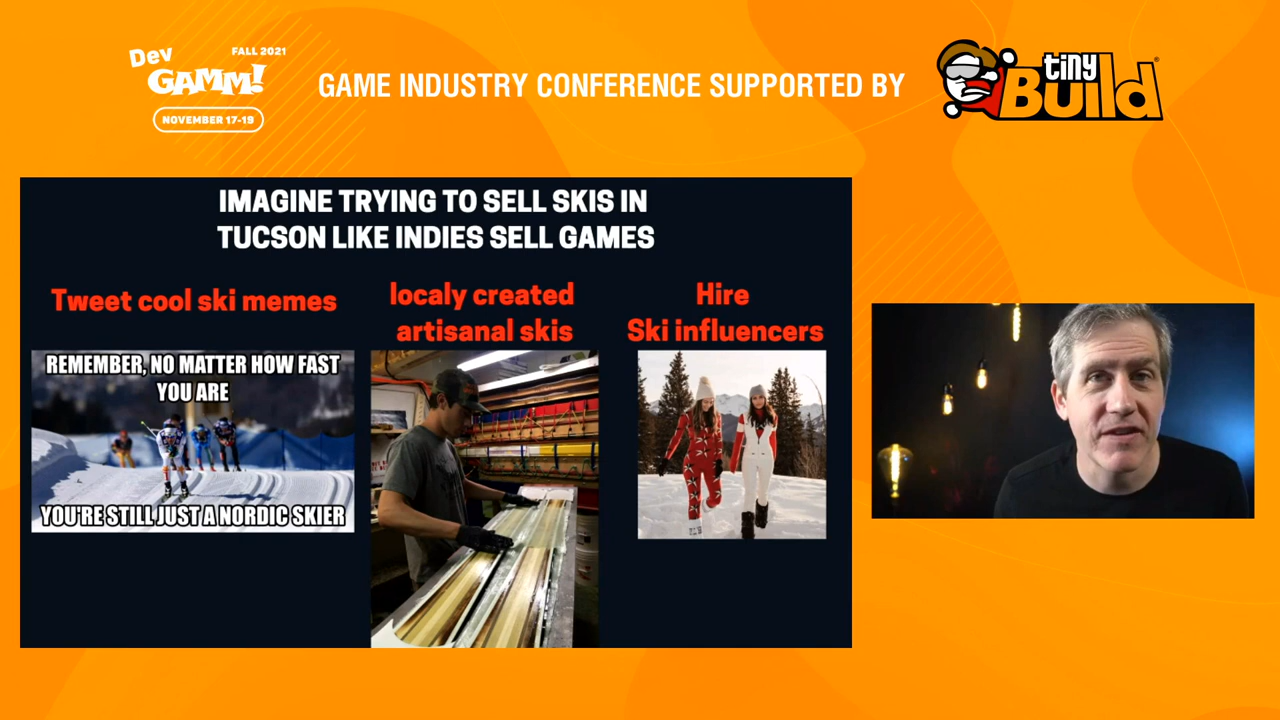 Dev
GAMM!
FALL 2021
NOVEMBER 17-19
GAME INDUSTRY CONFERENCE SUPPORTED BY
tiny
Build
IMAGINE TRYING TO SELL SKIS IN
TUCSON LIKE INDIES SELL GAMES
Tweet cool ski memes
REMEMBER, NO MATTER HOW FAST
YOU ARE
YOU'RE STILL JUST A NORDIC SKIER
localy created
artisanal skis
Hire
Ski influencers